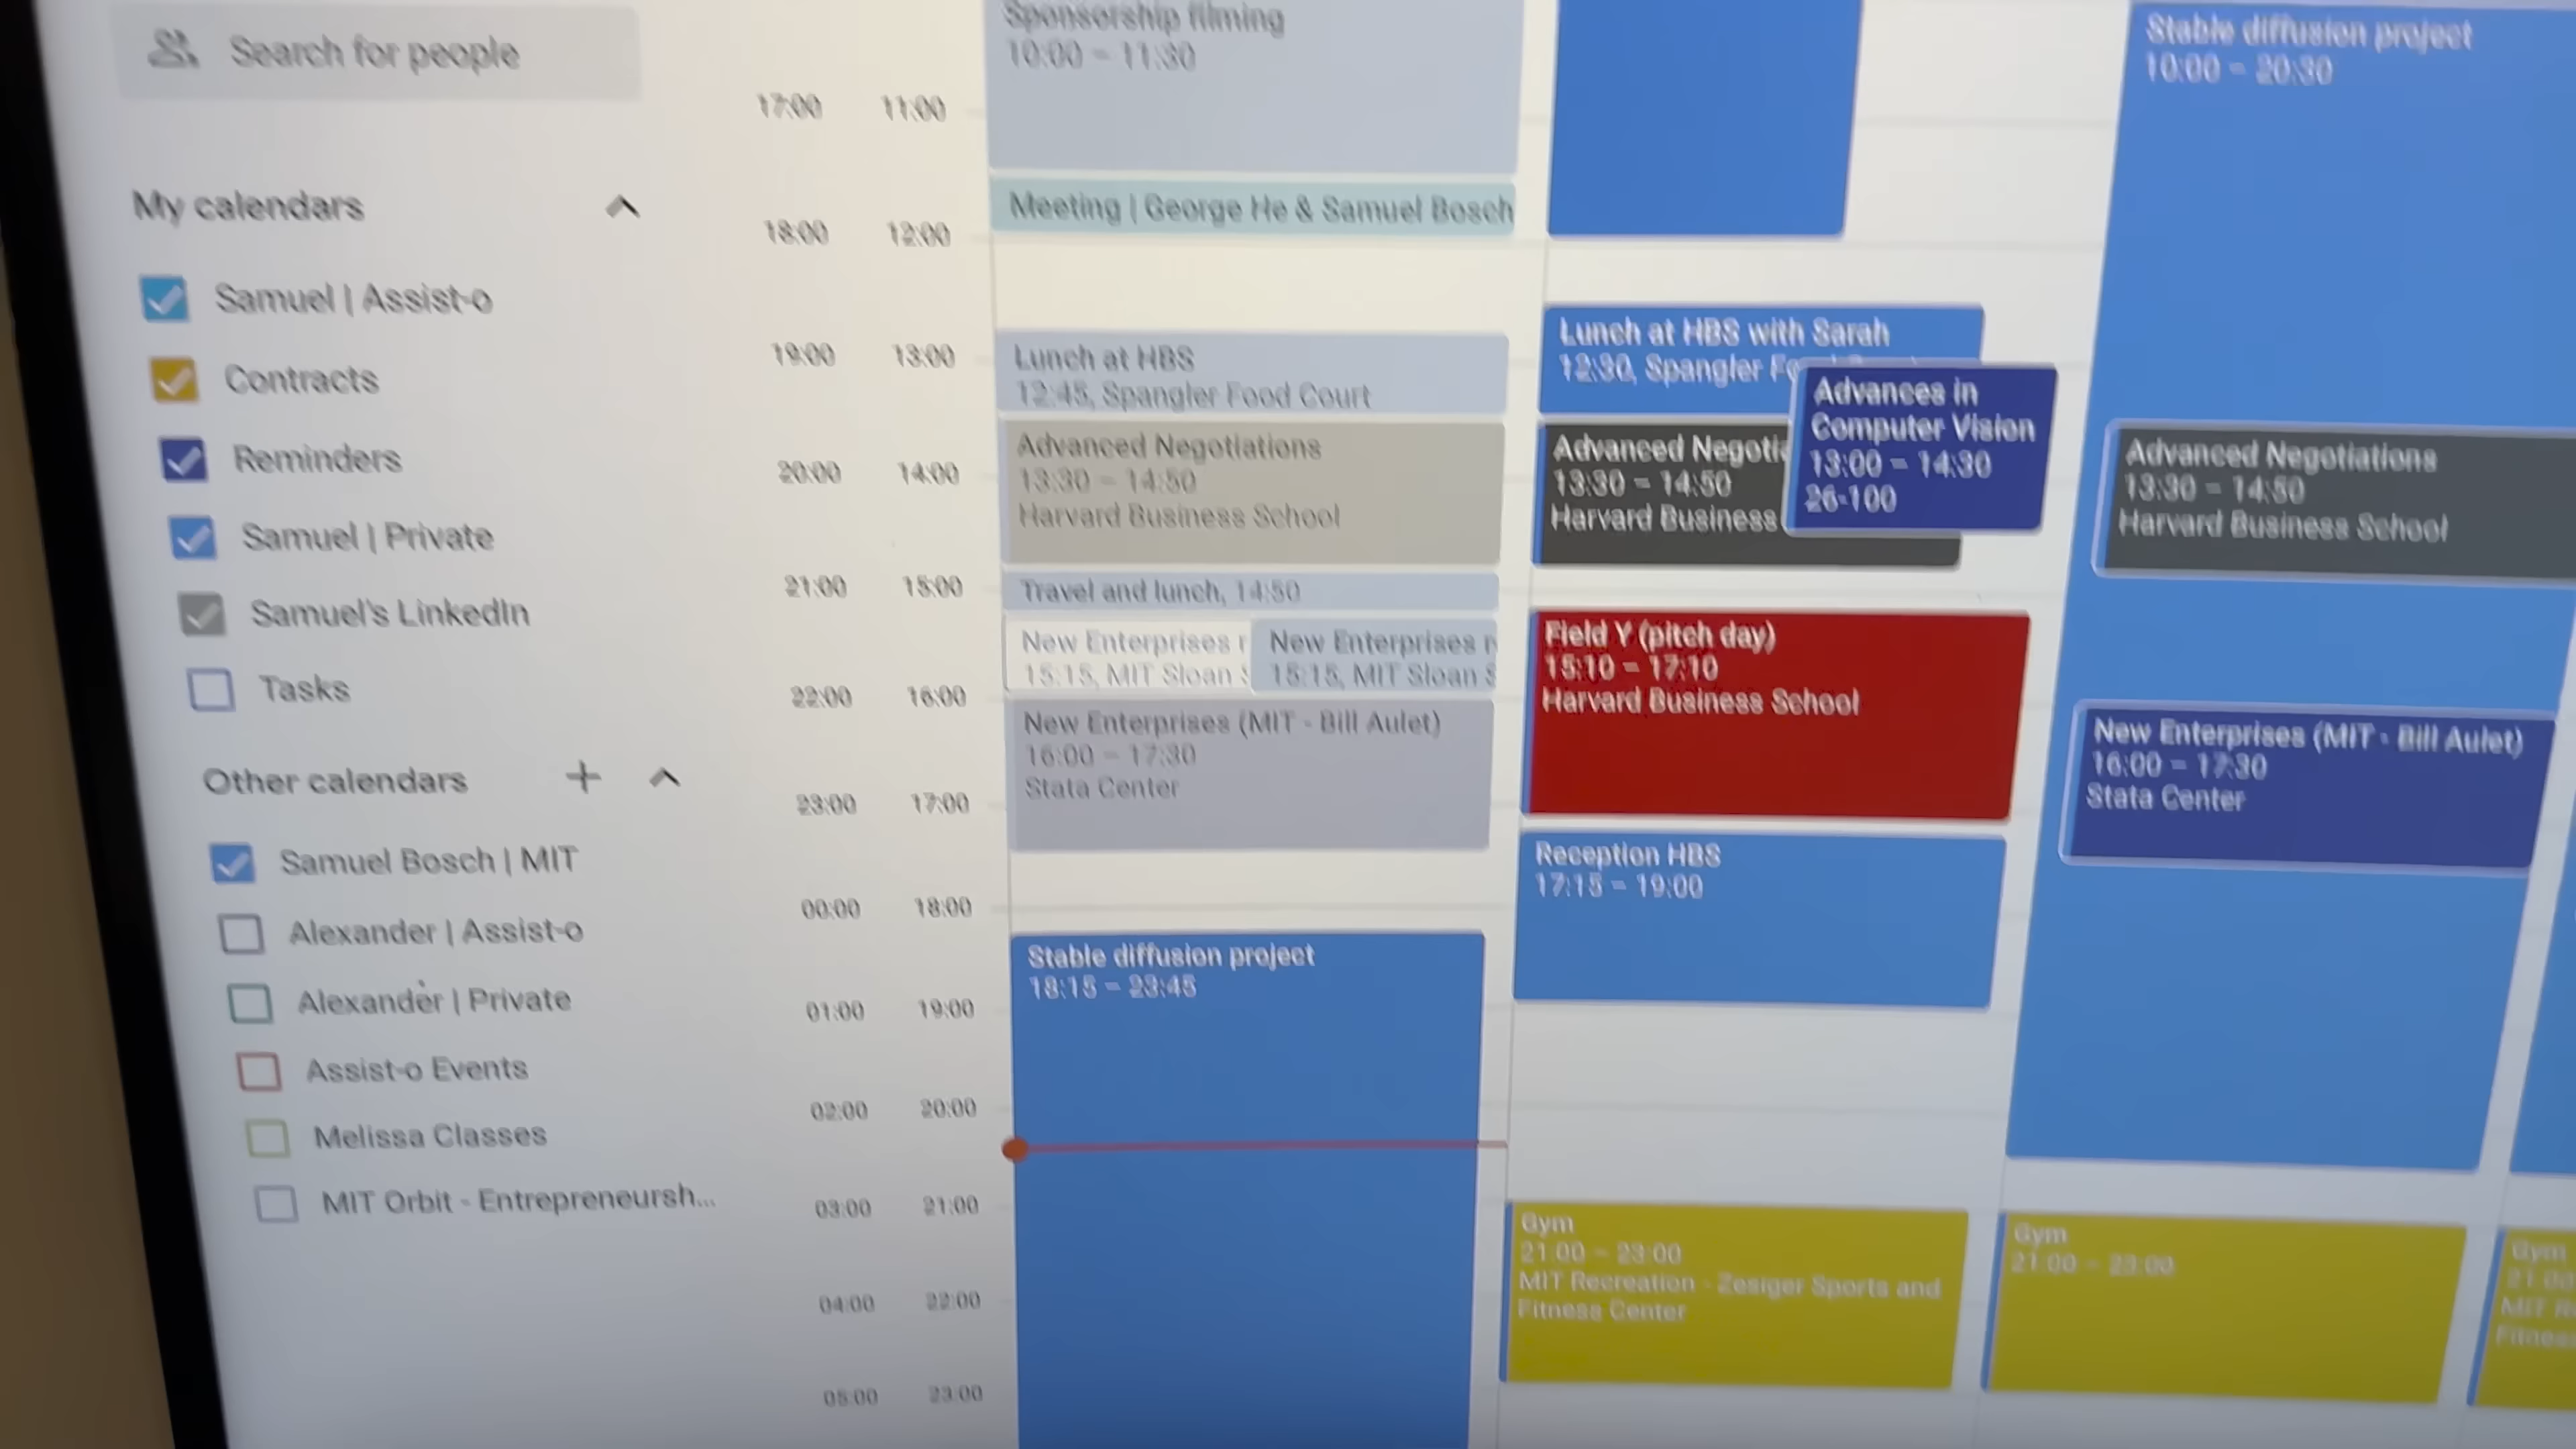 Search for people
My calendars
Samuel | Assist-o
Contracts
Reminders
Samuel | Private
Samuel's LinkedIn
Tasks
Other calendars
Samuel Bosch | MIT
Alexander | Assist-o
Alexander | Private
Assist-o Events
Melissa Classes
MIT Orbit - Entrepreneursh...
17:00 11:00
18:00 12:00
19:00 13:00
20:00 14:00
21:00 15:00
22:00 16:00
23:00 17:00
00:00 18:00
01:00 19:00
02:00 20:00
03:00 21:00
04:00 22:00
05:00 23:00
Sponsorship filming
10:00 – 11:30
Meeting | George He & Samuel Bosch
Lunch at HBS
12:45, Spangler Food Court
Advanced Negotiations
13:30 – 14:50
Harvard Business School
Travel and lunch, 14:50
New Enterprises r
15:15, MIT Sloan S
New Enterprises r
15:15, MIT Sloan S
New Enterprises (MIT - Bill Aulet)
16:00 – 17:30
Stata Center
Stable diffusion project
18:15 – 23:45
Lunch at HBS with Sarah
12:30, Spangler
Advances in
Computer Vision
13:00 – 14:30
26-100
Advanced Negotia
13:30 – 14:50
Harvard Business
Field Y (pitch day)
15:10 – 17:10
Harvard Business School
Reception HBS
17:15 – 19:00
Gym
21:00 – 23:00
MIT Recreation - Zesiger Sports and
Fitness Center
Stable diffusion project
10:00 – 20:30
Advanced Negotiations
13:30 – 14:50
Harvard Business School
New Enterprises (MIT - Bill Aulet)
16:00 – 17:30
Stata Center
Gym
21:00 – 23:00
Gym